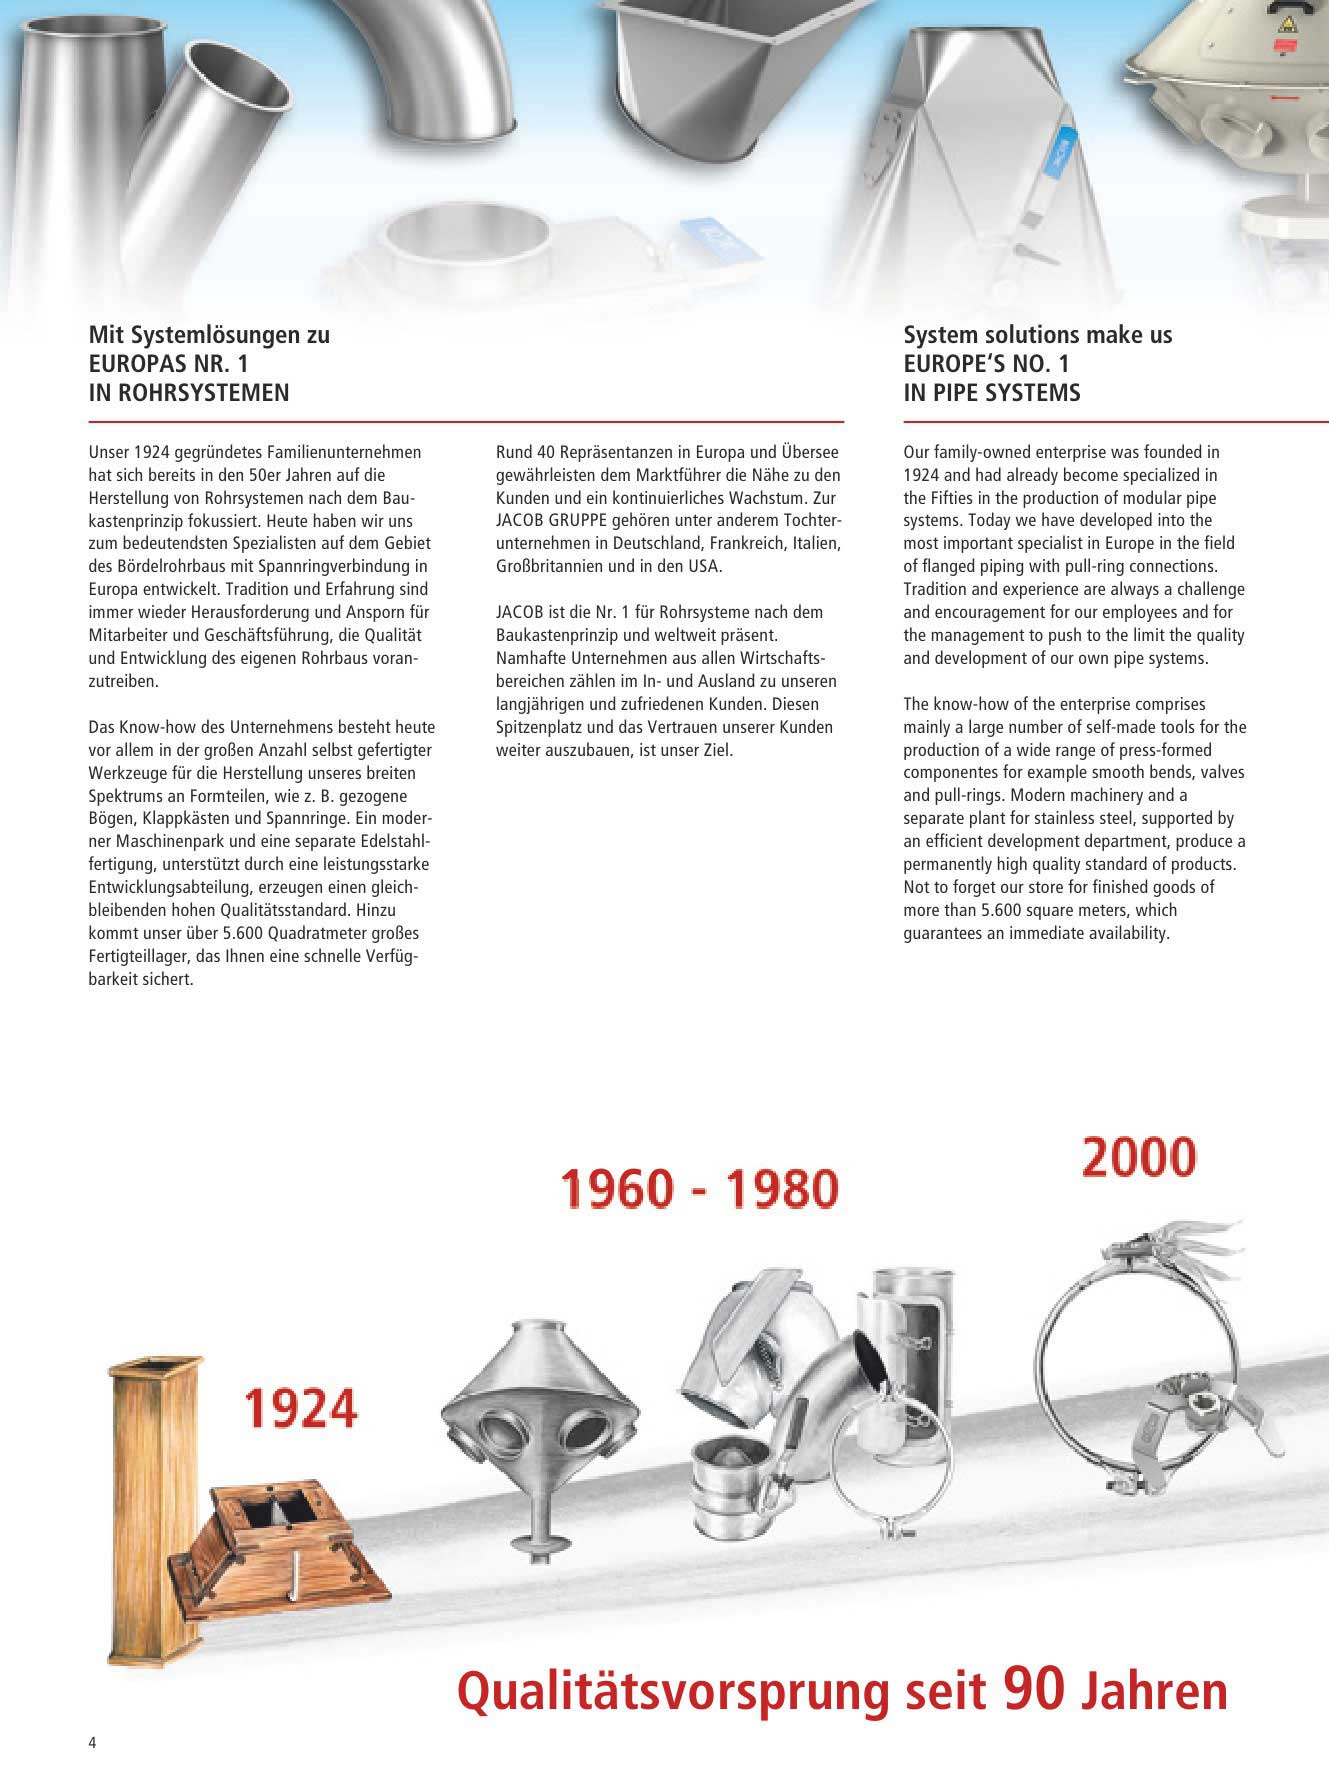 JACOB
Mit Systemlösungen zu
EUROPAS NR. 1
IN ROHRSYSTEMEN
Unser 1924 gegründetes Familienunternehmen
hat sich bereits in den 50er Jahren auf die
Herstellung von Rohrsystemen nach dem Bau-
kastenprinzip fokussiert. Heute haben wir uns
zum bedeutendsten Spezialisten auf dem Gebiet
des Bördelrohrbaus mit Spannringverbindung in
Europa entwickelt. Tradition und Erfahrung sind
immer wieder Herausforderung und Ansporn für
Mitarbeiter und Geschäftsführung, die Qualität
und Entwicklung des eigenen Rohrbaus voran-
zutreiben.
Das Know-how des Unternehmens besteht heute
vor allem in der großen Anzahl selbst gefertigter
Werkzeuge für die Herstellung unseres breiten
Spektrums an Formteilen, wie z. B. gezogene
Bögen, Klappkästen und Spannringe. Ein moder-
ner Maschinenpark und eine separate Edelstahl-
fertigung, unterstützt durch eine leistungsstarke
Entwicklungsabteilung, erzeugen einen gleich-
bleibenden hohen Qualitätsstandard. Hinzu
kommt unser über 5.600 Quadratmeter großes
Fertigteillager, das Ihnen eine schnelle Verfüg-
barkeit sichert.
Rund 40 Repräsentanzen in Europa und Übersee
gewährleisten dem Marktführer die Nähe zu den
Kunden und ein kontinuierliches Wachstum. Zur
JACOB GRUPPE gehören unter anderem Tochter-
unternehmen in Deutschland, Frankreich, Italien,
Großbritannien und in den USA.
JACOB ist die Nr. 1 für Rohrsysteme nach dem
Baukastenprinzip und weltweit präsent.
Namhafte Unternehmen aus allen Wirtschafts-
bereichen zählen im In- und Ausland zu unseren
langjährigen und zufriedenen Kunden. Diesen
Spitzenplatz und das Vertrauen unserer Kunden
weiter auszubauen, ist unser Ziel.
System solutions make us
EUROPE‘S NO. 1
IN PIPE SYSTEMS
Our family-owned enterprise was founded in
1924 and had already become specialized in
the Fifties in the production of modular pipe
systems. Today we have developed into the
most important specialist in Europe in the field
of flanged piping with pull-ring connections.
Tradition and experience are always a challenge
and encouragement for our employees and for
the management to push to the limit the quality
and development of our own pipe systems.
The know-how of the enterprise comprises
mainly a large number of self-made tools for the
production of a wide range of press-formed
componentes for example smooth bends, valves
and pull-rings. Modern machinery and a
separate plant for stainless steel, supported by
an efficient development department, produce a
permanently high quality standard of products.
Not to forget our store for finished goods of
more than 5.600 square meters, which
guarantees an immediate availability.
1924
1960 - 1980
2000
Qualitätsvorsprung seit 90 Jahren
4